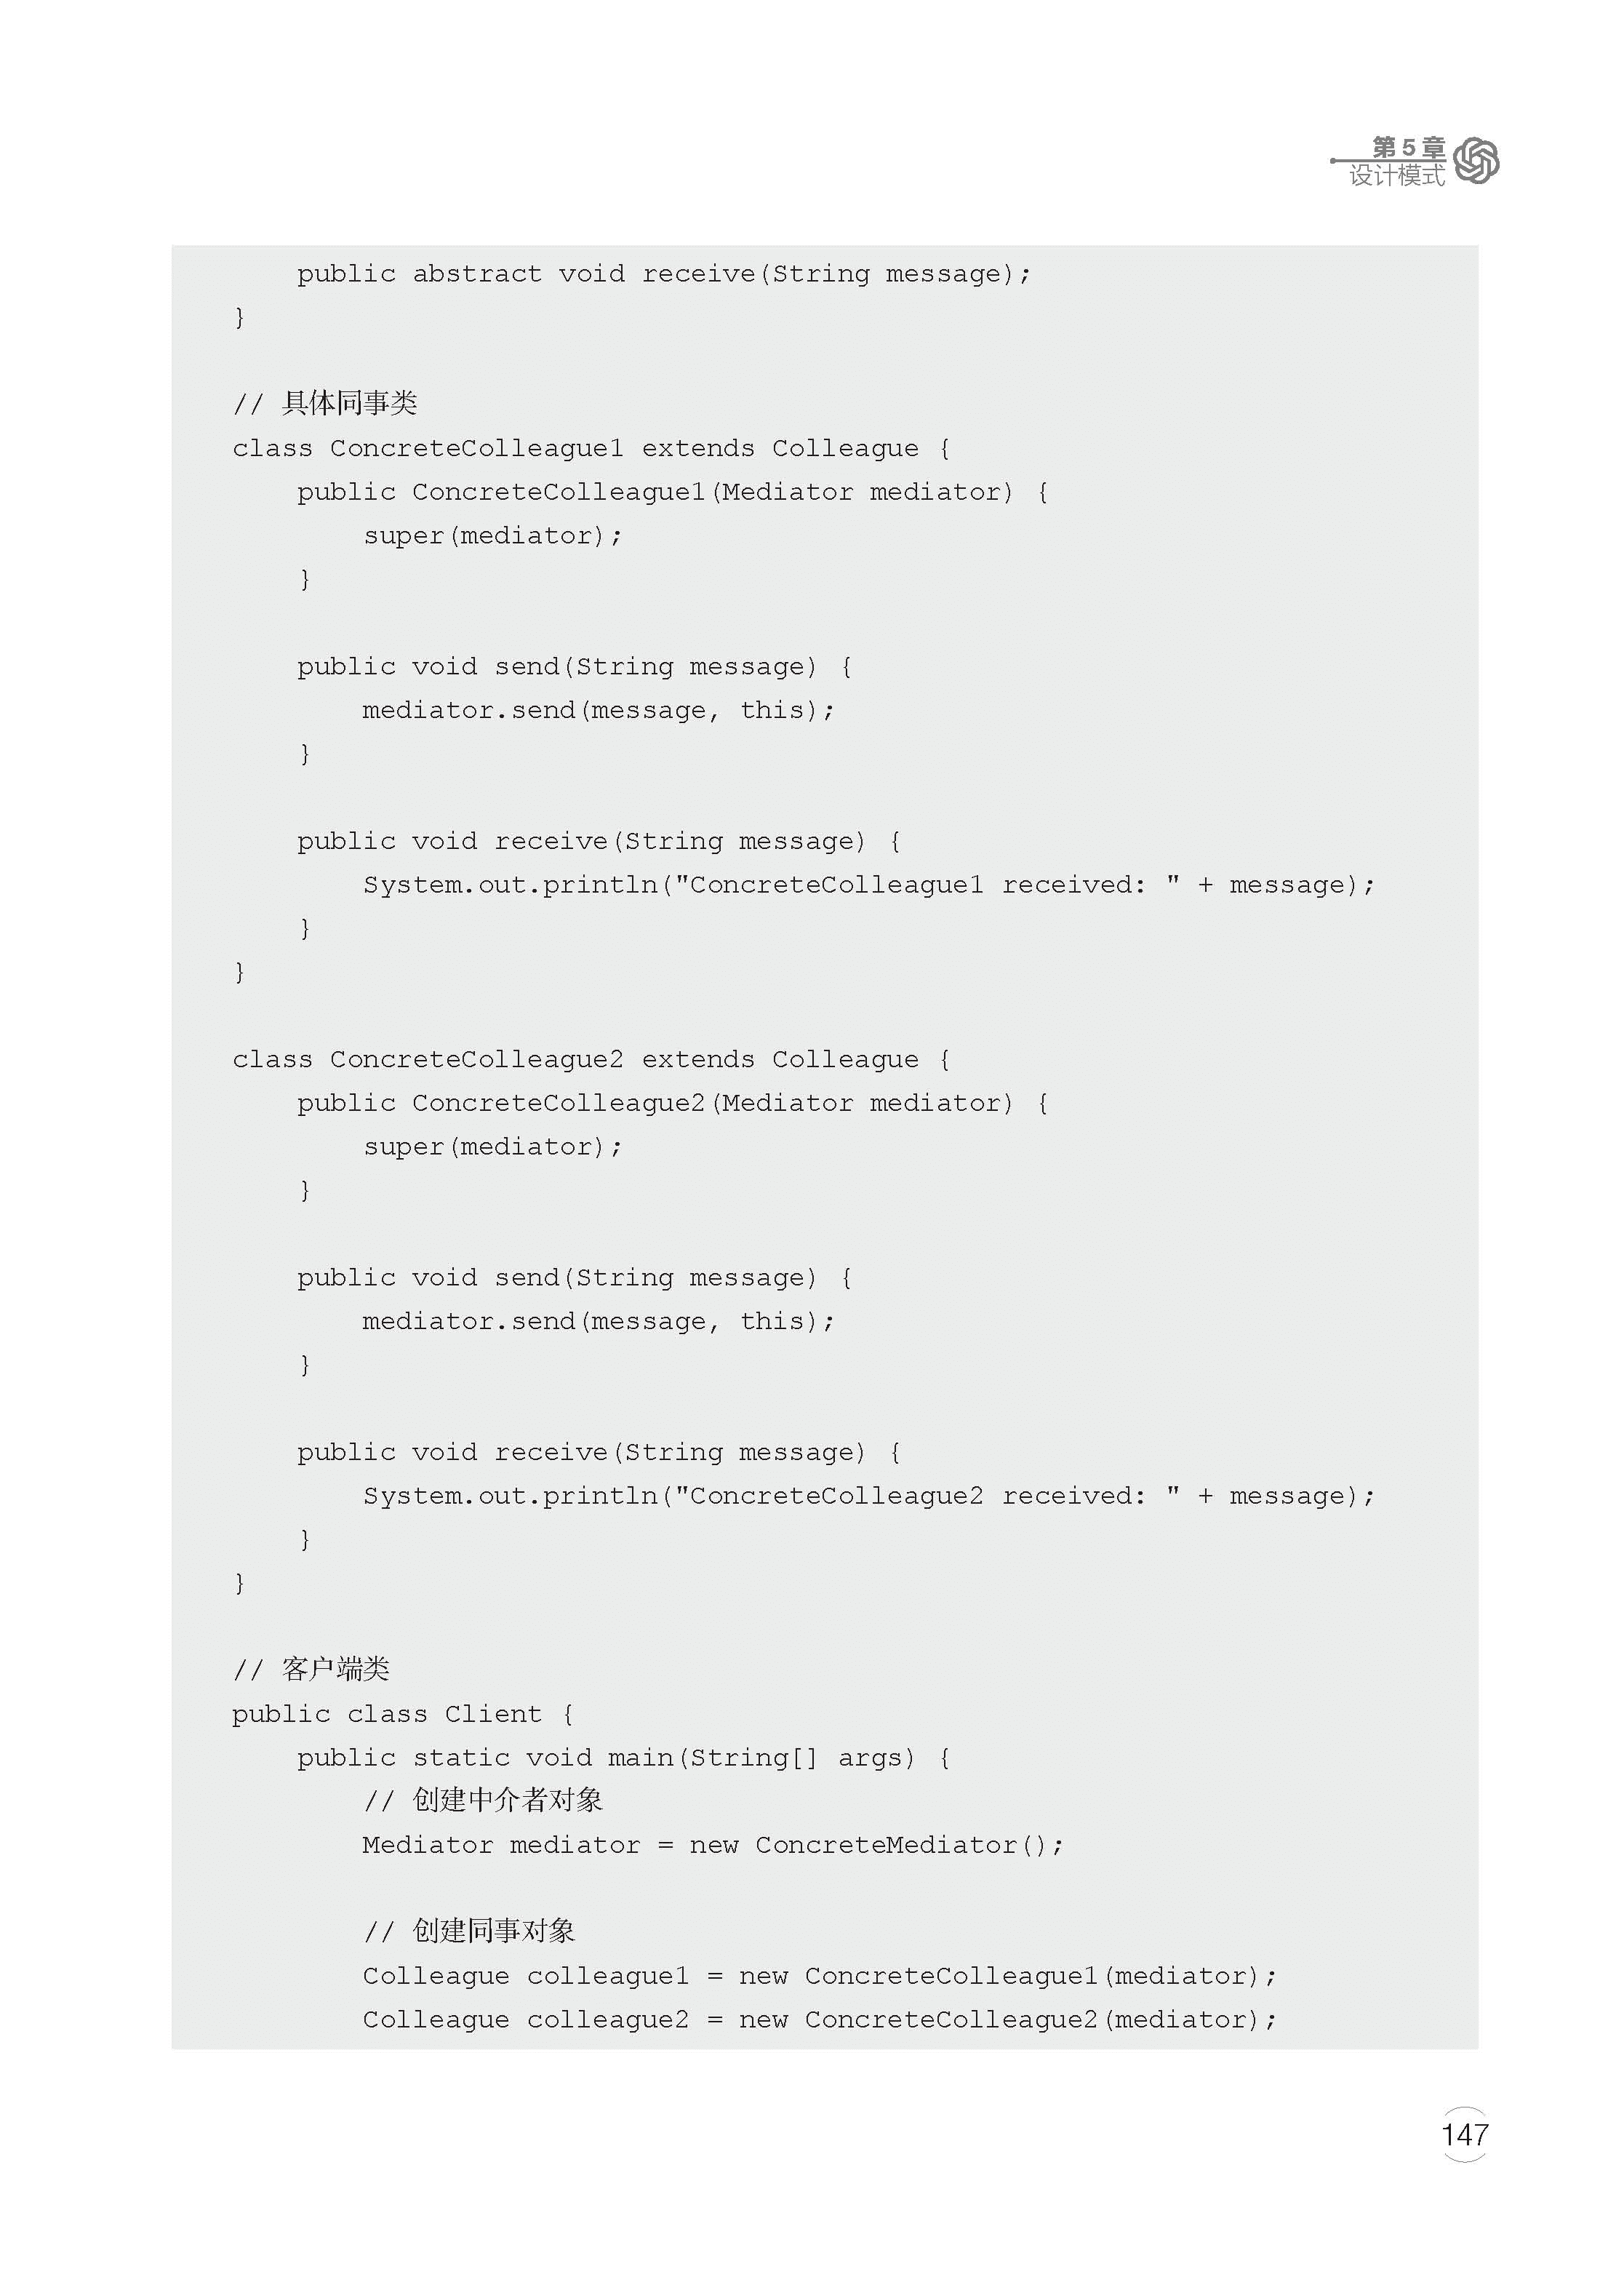 第 5 章
设计模式
    public abstract void receive(String message);
}

// 具体同事类
class ConcreteColleague1 extends Colleague {
    public ConcreteColleague1(Mediator mediator) {
        super(mediator);
    }

    public void send(String message) {
        mediator.send(message, this);
    }

    public void receive(String message) {
        System.out.println("ConcreteColleague1 received: " + message);
    }
}

class ConcreteColleague2 extends Colleague {
    public ConcreteColleague2(Mediator mediator) {
        super(mediator);
    }

    public void send(String message) {
        mediator.send(message, this);
    }

    public void receive(String message) {
        System.out.println("ConcreteColleague2 received: " + message);
    }
}

// 客户端类
public class Client {
    public static void main(String[] args) {
        // 创建中介者对象
        Mediator mediator = new ConcreteMediator();

        // 创建同事对象
        Colleague colleague1 = new ConcreteColleague1(mediator);
        Colleague colleague2 = new ConcreteColleague2(mediator);
147